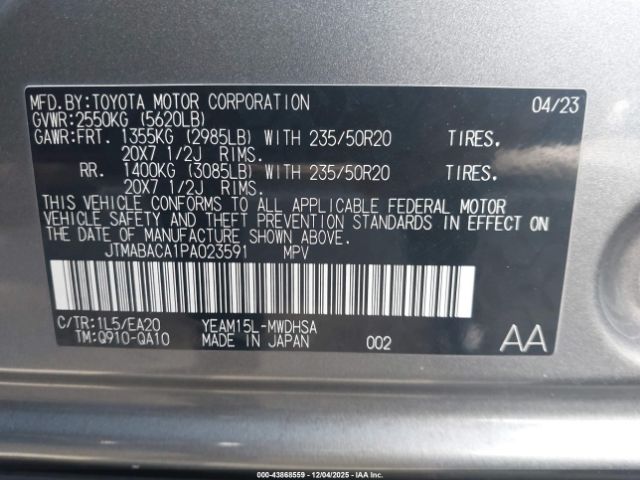 MFD.BY:TOYOTA MOTOR CORPORATION 04/23
GVWR:2550KG (5620LB)
GAWR:FRT. 1355KG (2985LB) WITH 235/50R20 TIRES.
20X7 1/2J RIMS.
RR. 1400KG (3085LB) WITH 235/50R20 TIRES.
20X7 1/2J RIMS.
THIS VEHICLE CONFORMS TO ALL APPLICABLE FEDERAL MOTOR
VEHICLE SAFETY AND THEFT PREVENTION STANDARDS IN EFFECT ON
THE DATE OF MANUFACTURE SHOWN ABOVE.
JTMABACA1PA023591 MPV
C/TR:1L5/EA20 YEAM15L-MWDHSA
TM:Q910-QA10 MADE IN JAPAN 002 AA
00-43868559 - 12/04/2025 - IAA Inc.